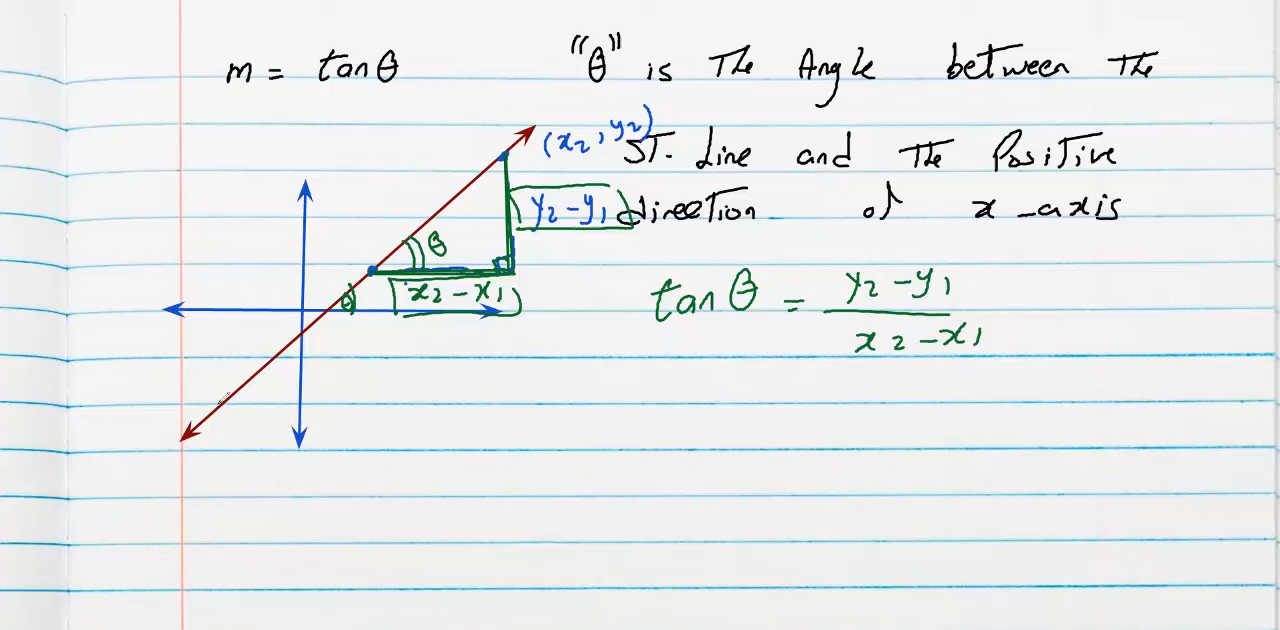 m = tanθ "θ" is The Angle between The
(x₂, y₂) ST. Line and The Positive
y₂ - y₁ direction of x-axis
θ
x₂ - x₁
θ
tan θ = y₂ - y₁
x₂ - x₁